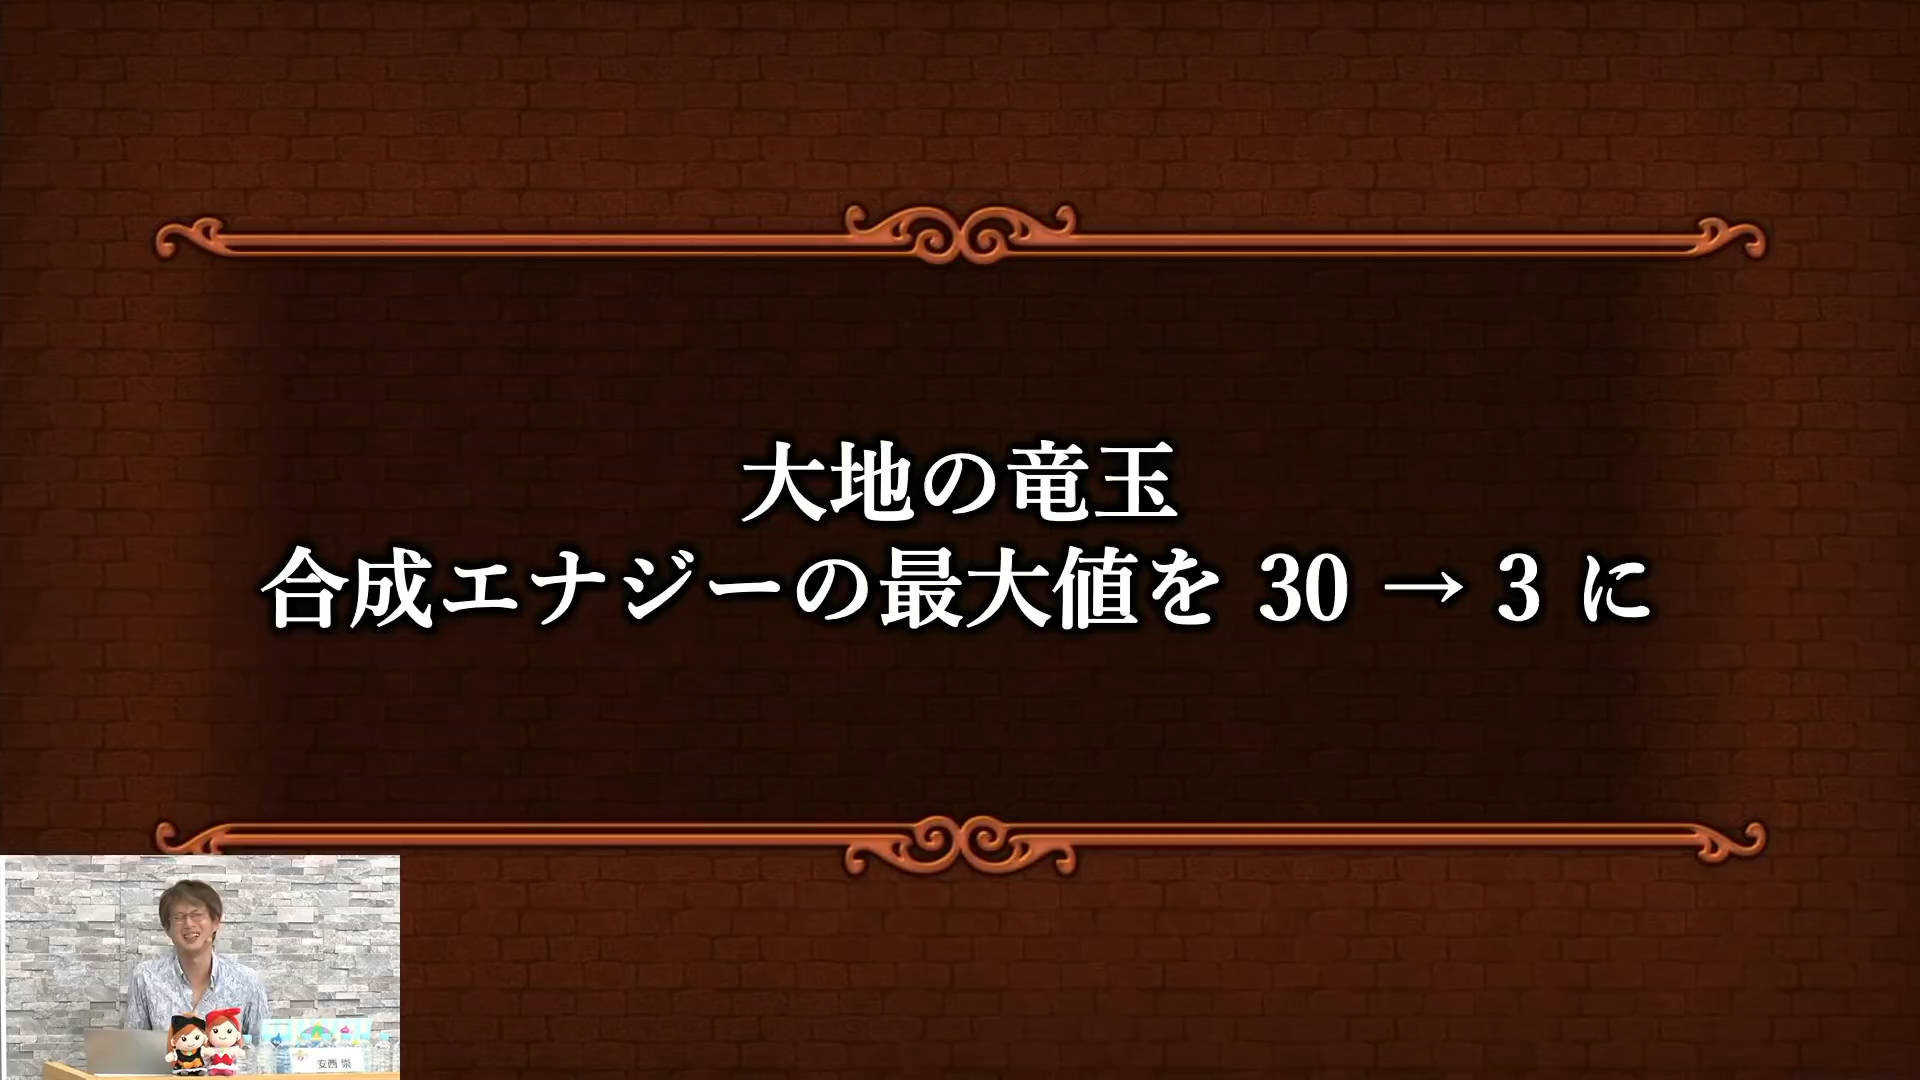 大地の竜玉
合成エナジーの最大値を 30 → 3 に
安西 崇